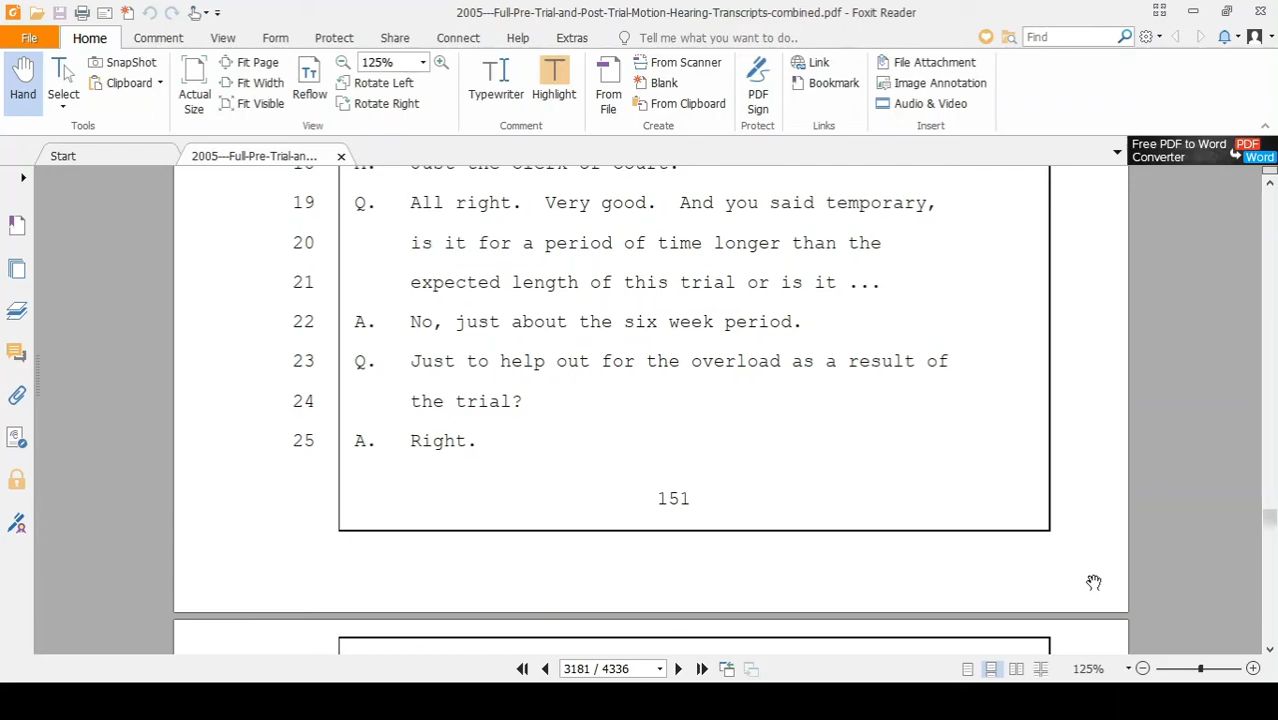 2005---Full-Pre-Trial-and-Post-Trial-Motion-Hearing-Transcripts-combined.pdf - Foxit Reader
File Home Comment View Form Protect Share Connect Help Extras Tell me what you want to do.. Find
Hand
Select
SnapShot
Clipboard
Tools
Actual
Size
Fit Page
Fit Width
Fit Visible
Reflow
125%
Rotate Left
Rotate Right
View
Typewriter
Highlight
Comment
From
File
From Scanner
Blank
From Clipboard
Create
PDF
Sign
Protect
Link
Bookmark
Links
File Attachment
Image Annotation
Audio & Video
Insert
Start
2005---Full-Pre-Trial-an...
Free PDF to Word
Converter
PDF
Word
18 A. Just the clerk of court.
19 Q. All right. Very good. And you said temporary,
20 is it for a period of time longer than the
21 expected length of this trial or is it ...
22 A. No, just about the six week period.
23 Q. Just to help out for the overload as a result of
24 the trial?
25 A. Right.
151
3181 / 4336
125%